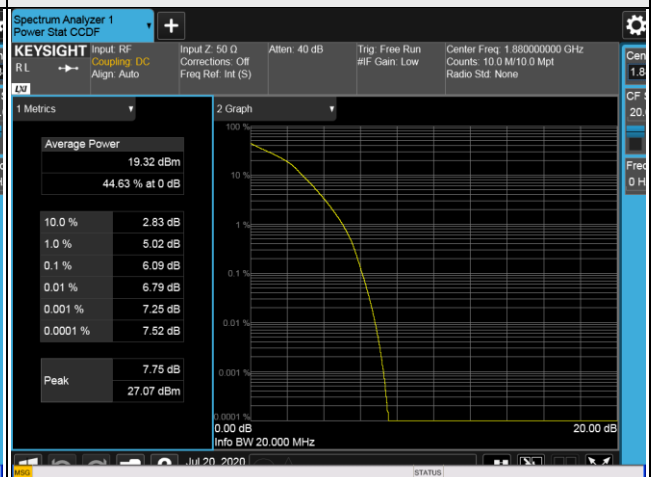 Spectrum Analyzer 1
Power Stat CCDF
KEYSIGHT Input: RF Input Z: 50 Ω Atten: 40 dB Trig: Free Run Center Freq: 1.880000000 GHz
RL Coupling: DC Corrections: Off #IF Gain: Low Counts: 10.0 M/10.0 Mpt
Align: Auto Freq Ref: Int (S) Radio Std: None
LXI
Cen
1.8
CF S
20.
Freq
0 H
1 Metrics
2 Graph
Average Power
19.32 dBm
44.63 % at 0 dB
10.0 % 2.83 dB
1.0 % 5.02 dB
0.1 % 6.09 dB
0.01 % 6.79 dB
0.001 % 7.25 dB
0.0001 % 7.52 dB
Peak
7.75 dB
27.07 dBm
100 %
10 %
1 %
0.1 %
0.01 %
0.001 %
0.0001 %
0.00 dB 20.00 dB
Info BW 20.000 MHz
Jul 20, 2020
MSG STATUS